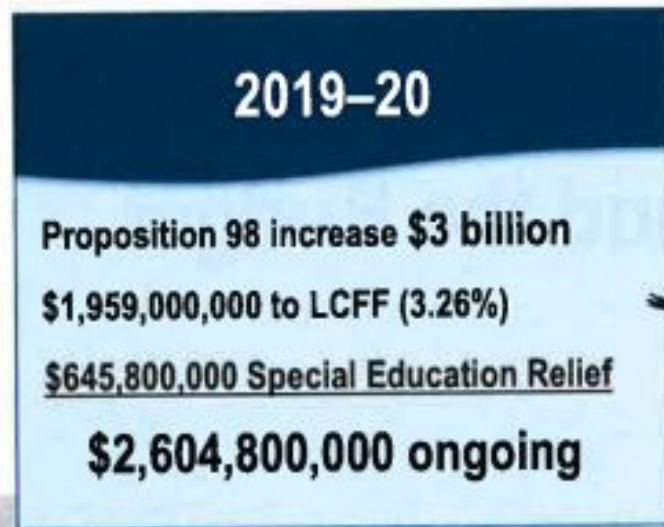 2019–20
Proposition 98 increase $3 billion
$1,959,000,000 to LCFF (3.26%)
$645,800,000 Special Education Relief
$2,604,800,000 ongoing